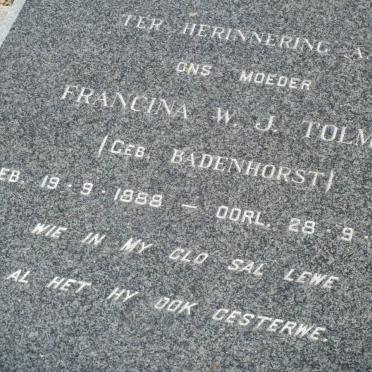 TER HERINNERING A
ONS MOEDER
FRANCINA W. J. TOLM
(GEB. BADENHORST)
EB. 19·9·1888 — OORL. 28·9·
WIE IN MY GLO SAL LEWE
AL HET HY OOK GESTERWE.